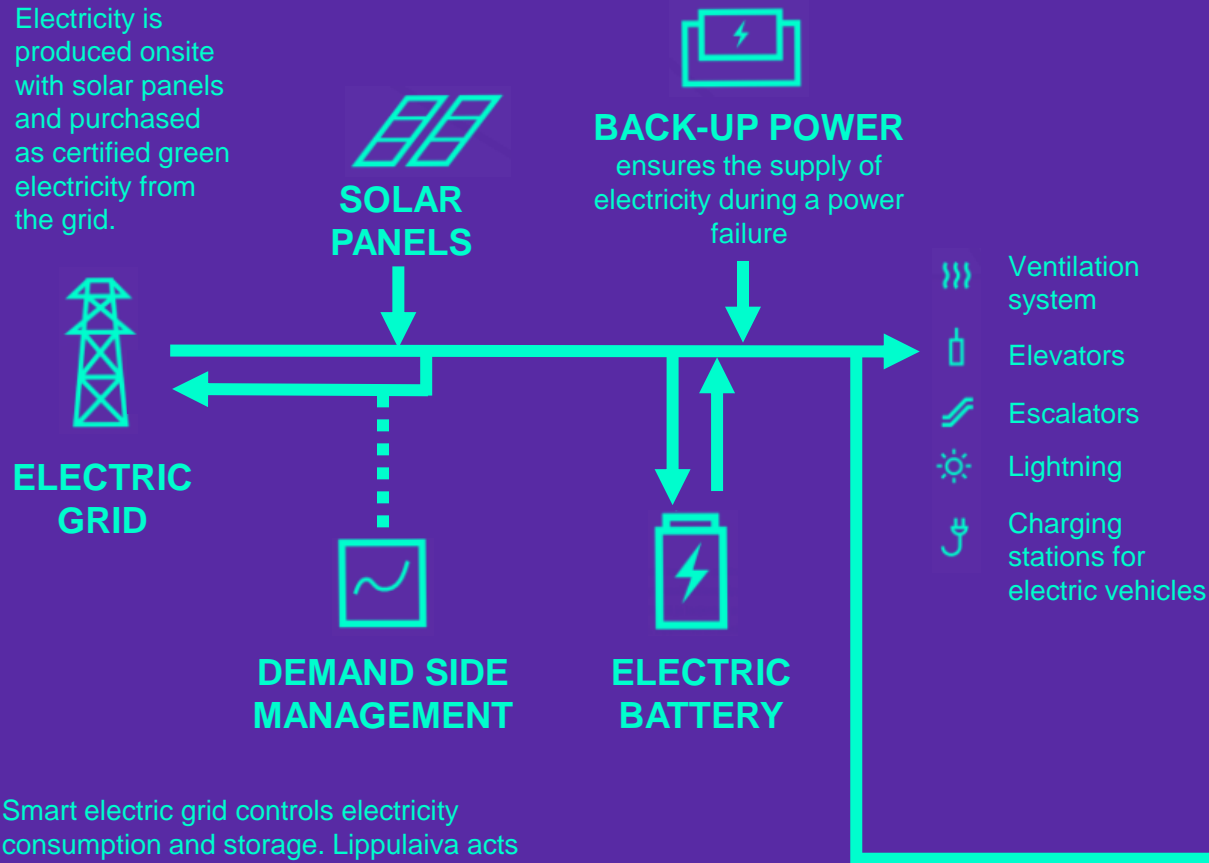 Electricity is
produced onsite
with solar panels
and purchased
as certified green
electricity from
the grid.
SOLAR
PANELS
BACK-UP POWER
ensures the supply of
electricity during a power
failure
Ventilation
system
Elevators
Escalators
Lightning
Charging
stations for
electric vehicles
ELECTRIC
GRID
DEMAND SIDE
MANAGEMENT
ELECTRIC
BATTERY
Smart electric grid controls electricity
consumption and storage. Lippulaiva acts